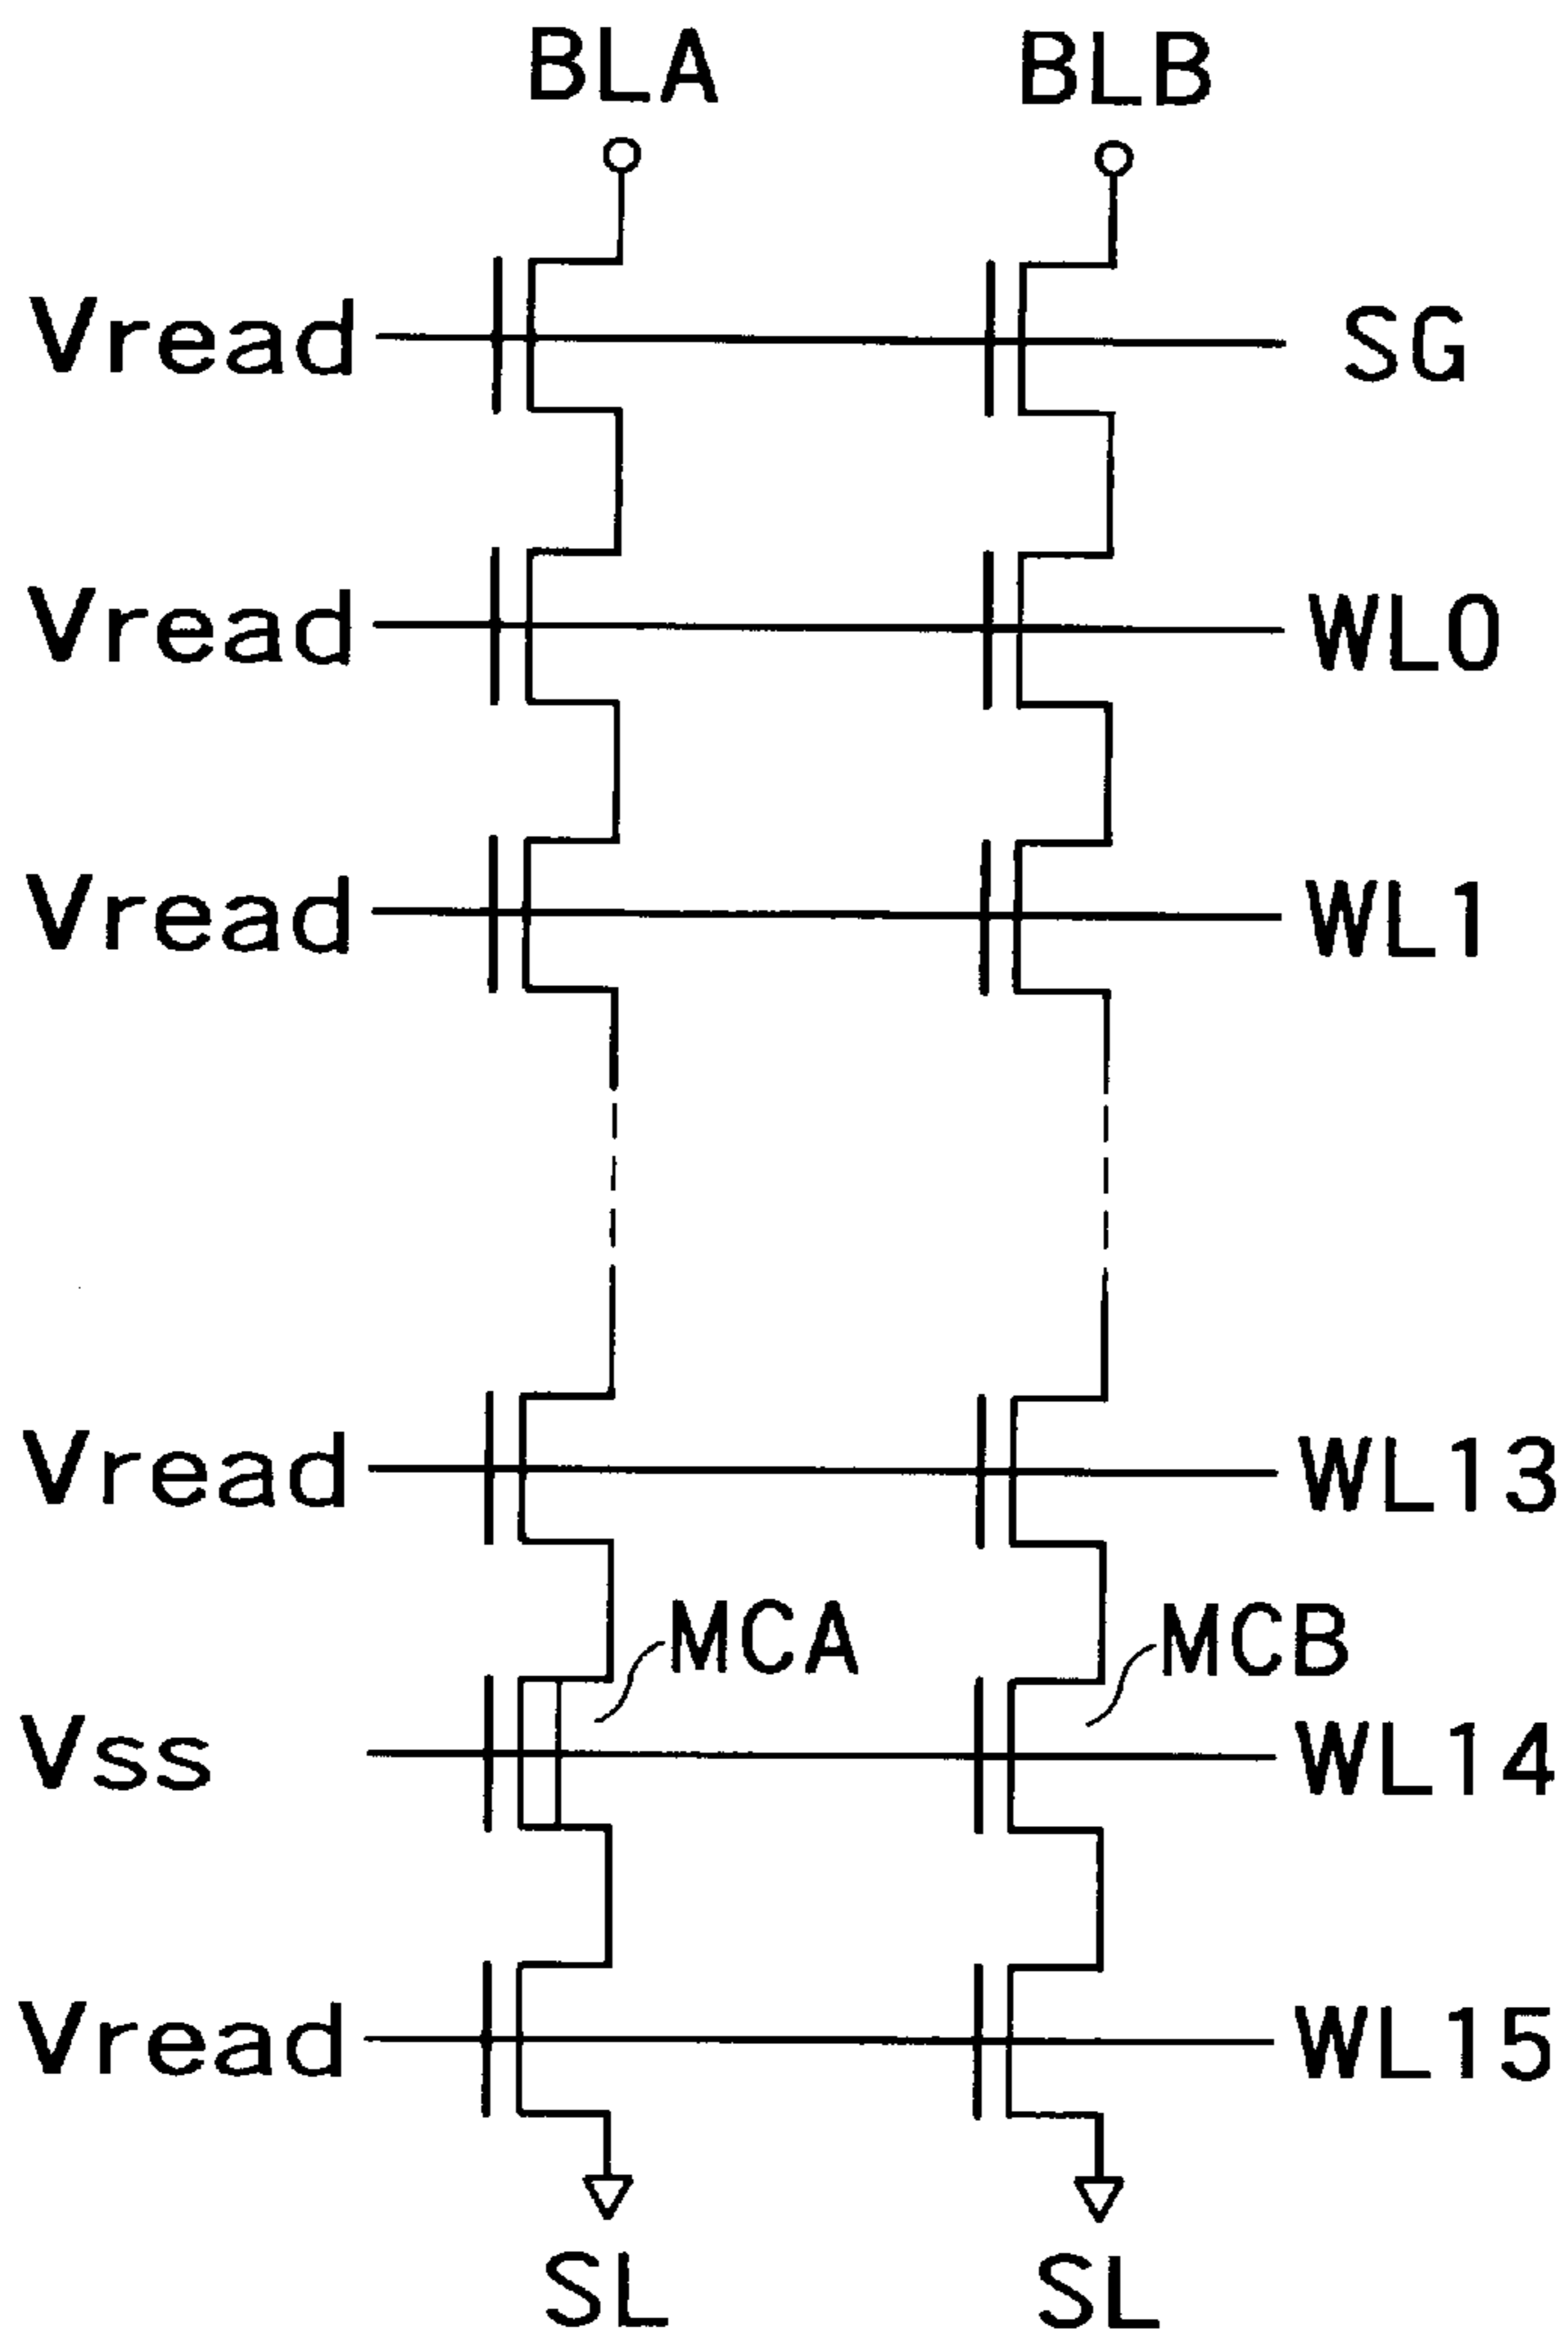 BLA BLB
Vread SG
Vread WL0
Vread WL1
Vread WL13
MCA MCB
Vss WL14
Vread WL15
SL SL